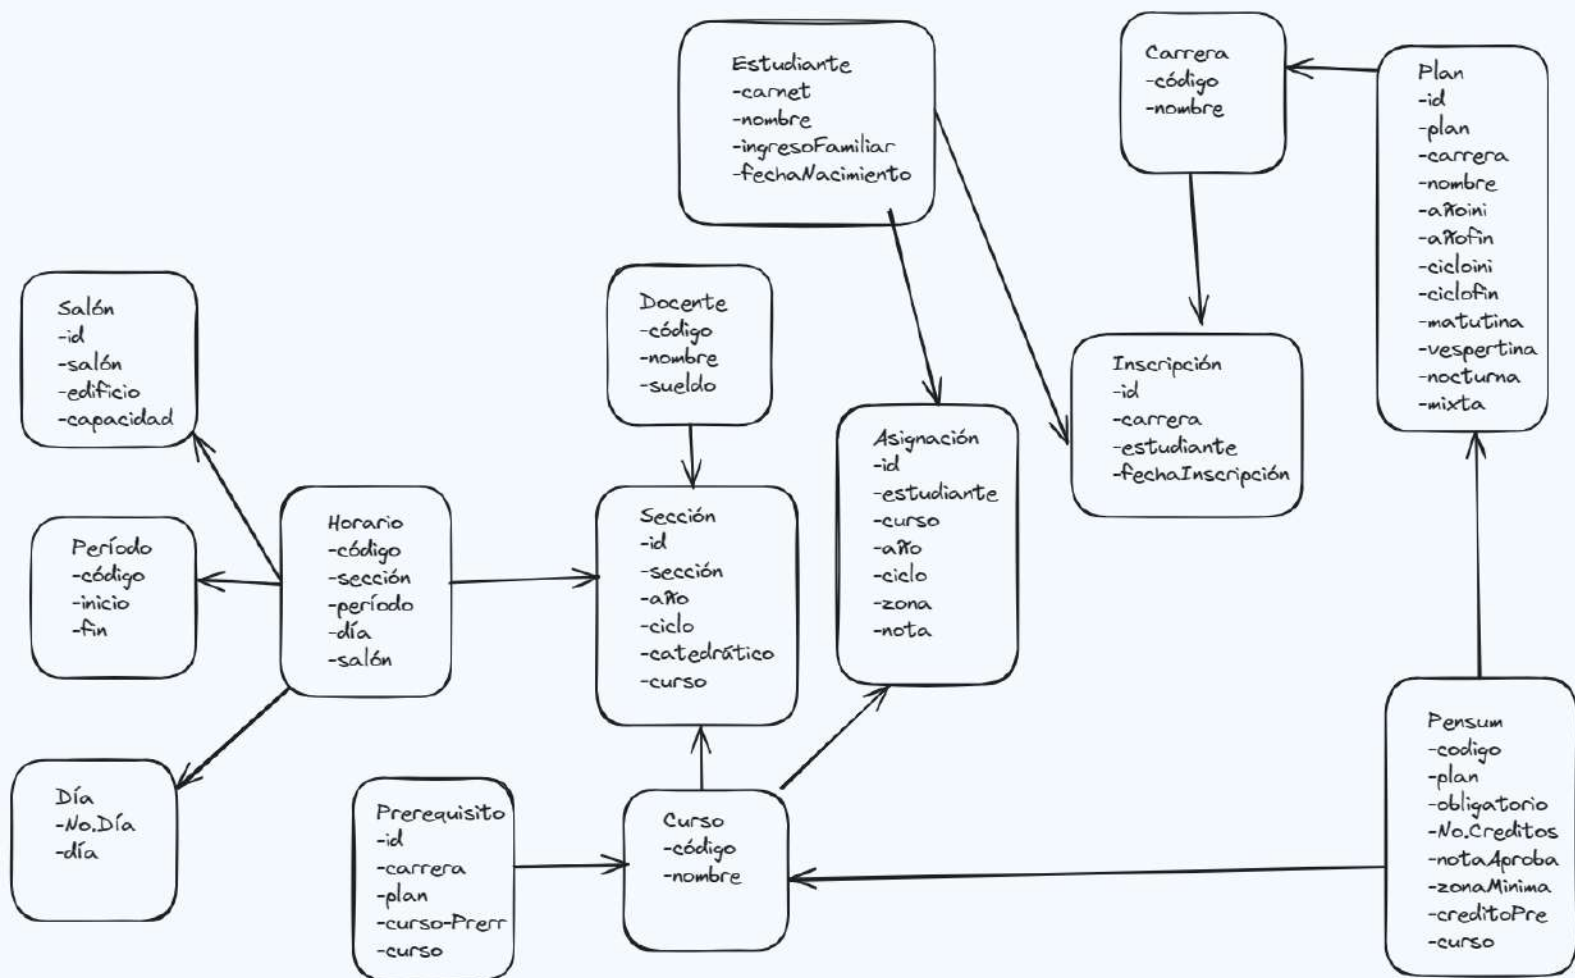 Estudiante
-carnet
-nombre
-ingresoFamiliar
-fechaNacimiento
Carrera
-código
-nombre
Plan
-id
-plan
-carrera
-nombre
-añoini
-añofin
-cicloini
-ciclofin
-matutina
-vespertina
-nocturna
-mixta
Salón
-id
-salón
-edificio
-capacidad
Docente
-código
-nombre
-sueldo
Inscripción
-id
-carrera
-estudiante
-fechaInscripción
Asignación
-id
-estudiante
-curso
-año
-ciclo
-zona
-nota
Período
-código
-inicio
-fin
Horario
-código
-sección
-período
-día
-salón
Sección
-id
-sección
-año
-ciclo
-catedrático
-curso
Día
-No.Día
-día
Prerequisito
-id
-carrera
-plan
-curso-Prerr
-curso
Curso
-código
-nombre
Pensum
-codigo
-plan
-obligatorio
-No.Creditos
-notaAproba
-zonaMinima
-creditoPre
-curso